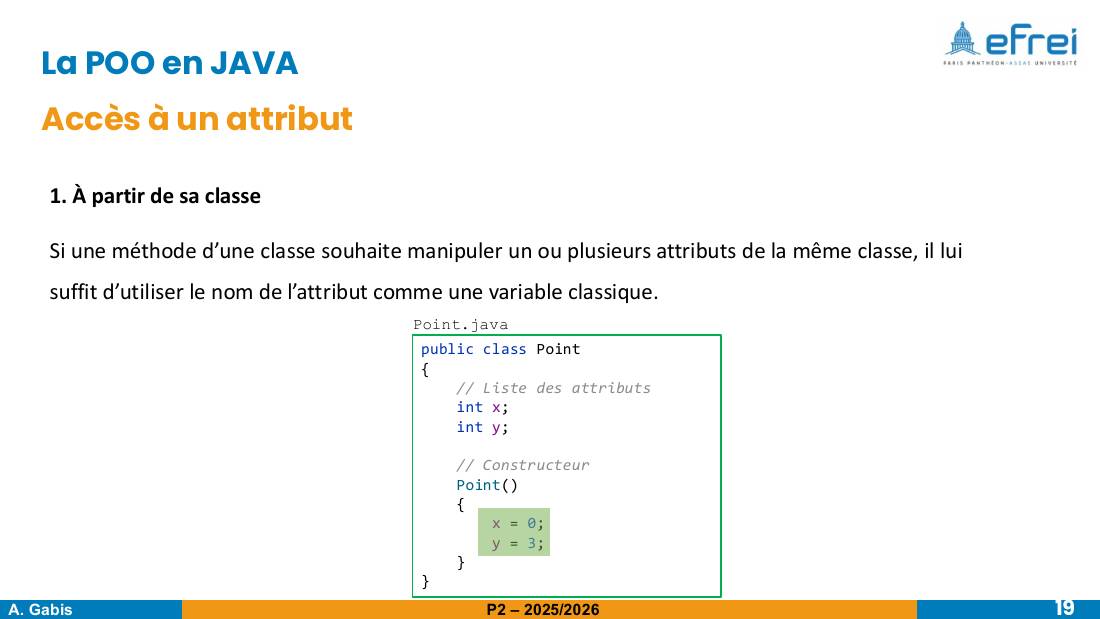 efrei
PARIS PANTHÉON-ASSAS UNIVERSITÉ
La POO en JAVA
Accès à un attribut
1. À partir de sa classe
Si une méthode d’une classe souhaite manipuler un ou plusieurs attributs de la même classe, il lui
suffit d’utiliser le nom de l’attribut comme une variable classique.
Point.java
public class Point
{
    // Liste des attributs
    int x;
    int y;

    // Constructeur
    Point()
    {
        x = 0;
        y = 3;
    }
}
A. Gabis
P2 – 2025/2026
19